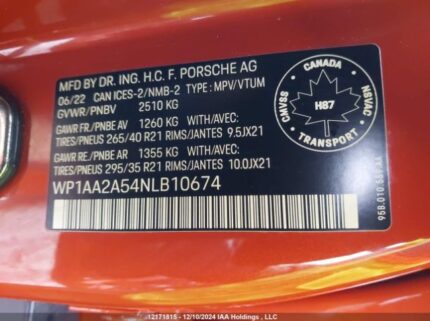 MFD BY DR. ING. H.C. F. PORSCHE AG
06/22 CAN ICES-2/NMB-2 TYPE: MPV/VTUM
GVWR/PNBV 2510 KG
GAWR FR./PNBE AV 1260 KG WITH/AVEC:
TIRES/PNEUS 265/40 R21 RIMS/JANTES 9.5JX21
GAWR RE./PNBE AR 1355 KG WITH/AVEC:
TIRES/PNEUS 295/35 R21 RIMS/JANTES 10.0JX21
WP1AA2A54NLB10674
CANADA
CMVSS
NSVAC
H87
95B.010.
12171815 - 12/10/2024 IAA Holdings , LLC